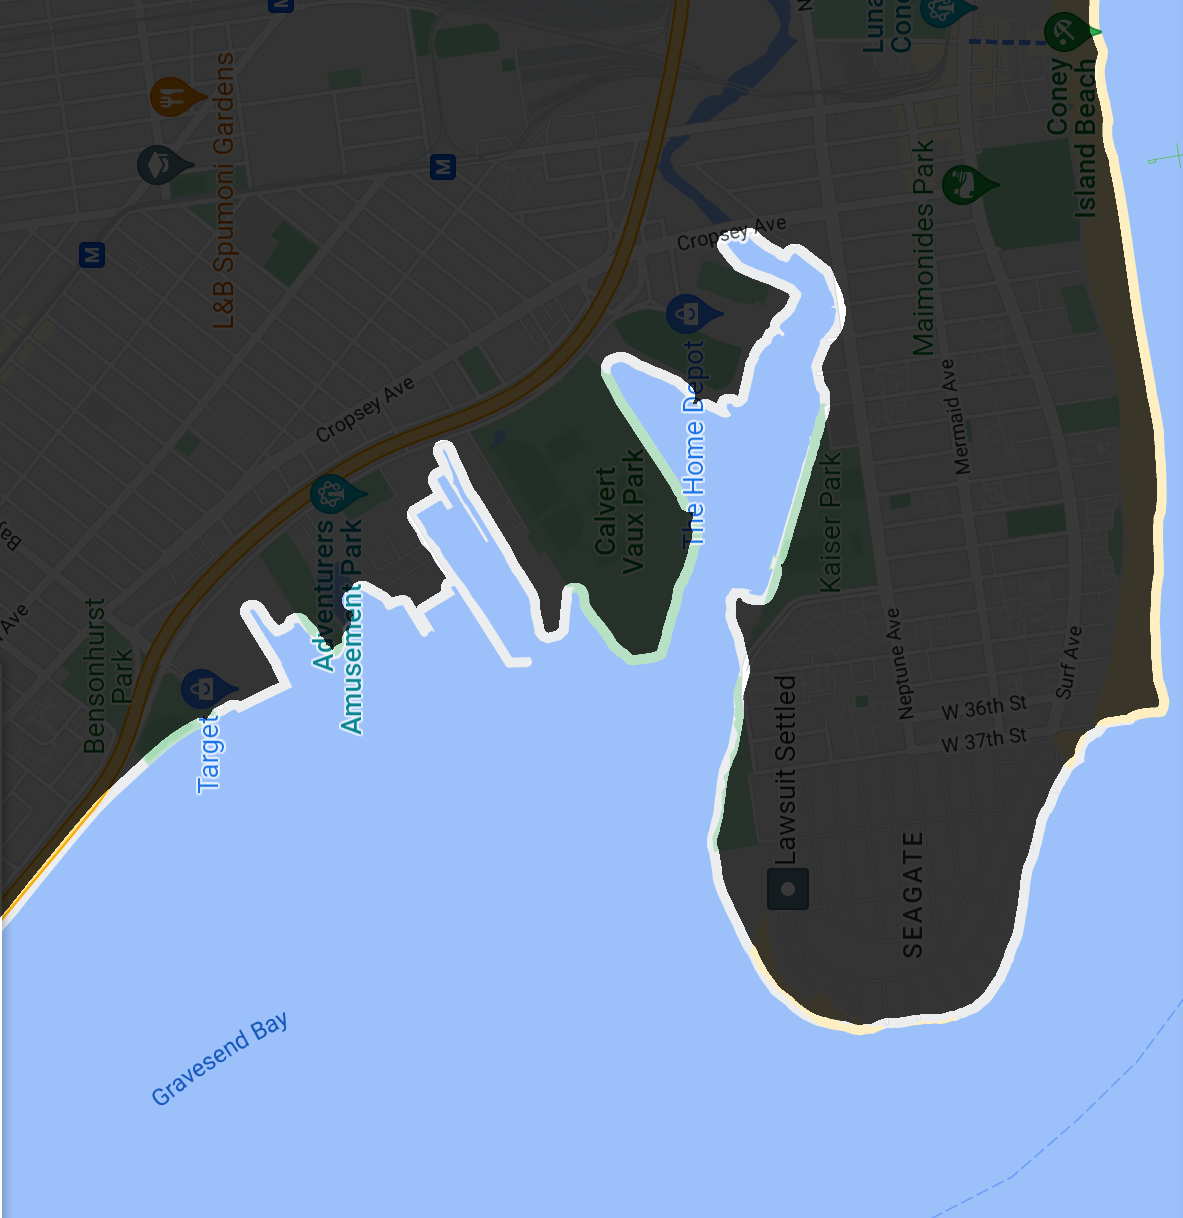 Luna
Cone
N
M
L&B Spumoni Gardens
M
M
Coney
Island Beach
Maimonides Park
Cropsey Ave
The Home Depot
Cropsey Ave
Mermaid Ave
Calvert
Vaux Park
Kaiser Park
Adventurers
Amusement Park
Bay
Ave
Bensonhurst
Park
Target
Neptune Ave
Surf Ave
W 36th St
W 37th St
Lawsuit Settled
SEAGATE
Gravesend Bay